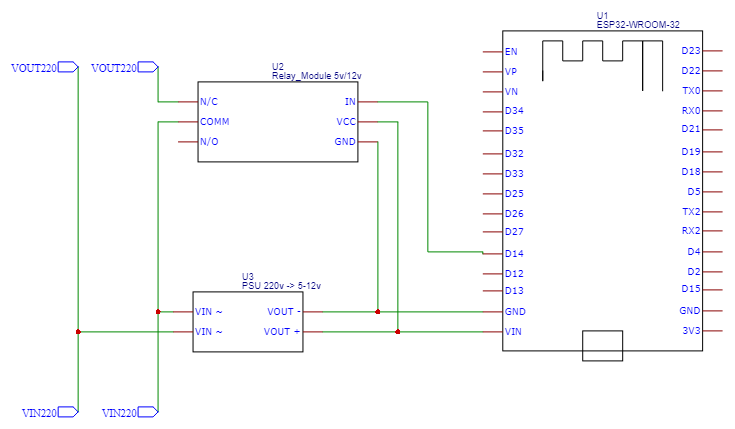 U1
ESP32-WROOM-32
VOUT220
VOUT220
U2
Relay_Module 5v/12v
N/C
COMM
N/O
IN
VCC
GND
EN
VP
VN
D34
D35
D32
D33
D25
D26
D27
D14
D12
D13
GND
VIN
D23
D22
TX0
RX0
D21
D19
D18
D5
TX2
RX2
D4
D2
D15
GND
3V3
U3
PSU 220v -> 5-12v
VIN ~
VIN ~
VOUT -
VOUT +
VIN220
VIN220